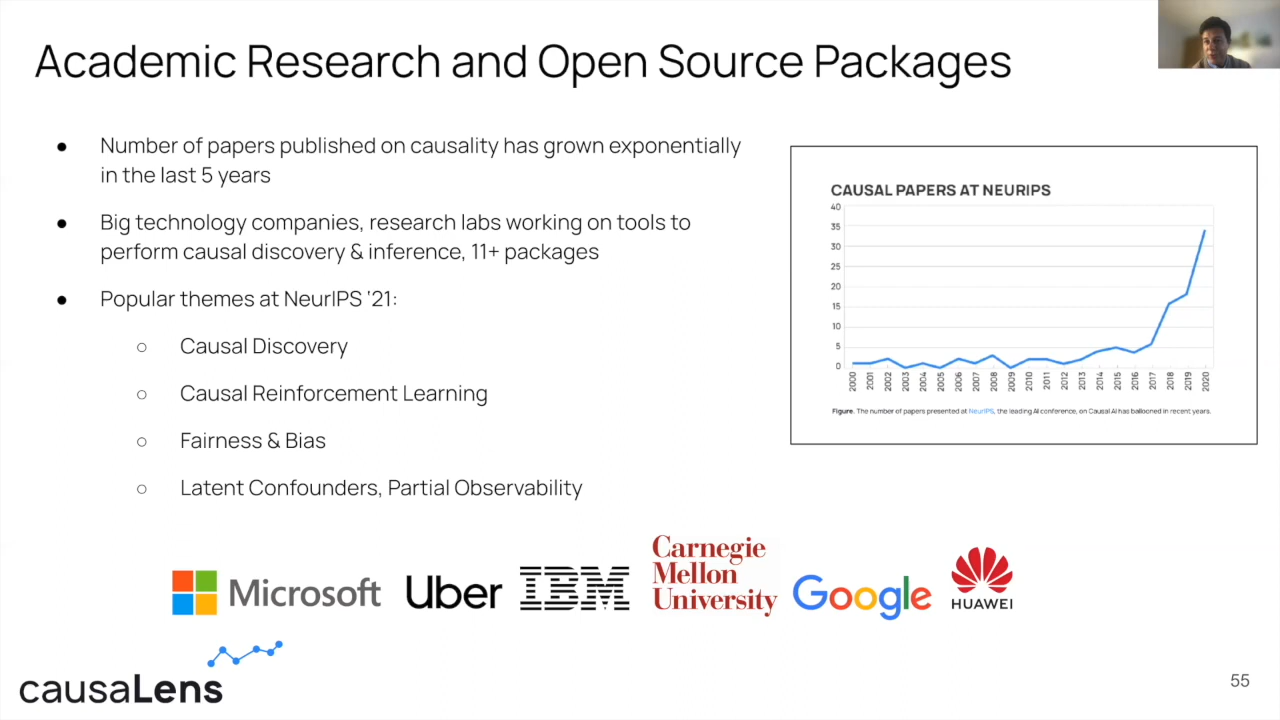 Academic Research and Open Source Packages
● Number of papers published on causality has grown exponentially
in the last 5 years
● Big technology companies, research labs working on tools to
perform causal discovery & inference, 11+ packages
● Popular themes at NeurIPS ‘21:
○ Causal Discovery
○ Causal Reinforcement Learning
○ Fairness & Bias
○ Latent Confounders, Partial Observability
CAUSAL PAPERS AT NEURIPS
40
35
30
25
20
15
10
5
0
2000 2001 2002 2003 2004 2005 2006 2007 2008 2009 2010 2011 2012 2013 2014 2015 2016 2017 2018 2019 2020
Figure. The number of papers presented at NeurIPS, the leading AI conference, on Causal AI has ballooned in recent years.
Microsoft
Uber
IBM
Carnegie
Mellon
University
Google
HUAWEI
causaLens
55